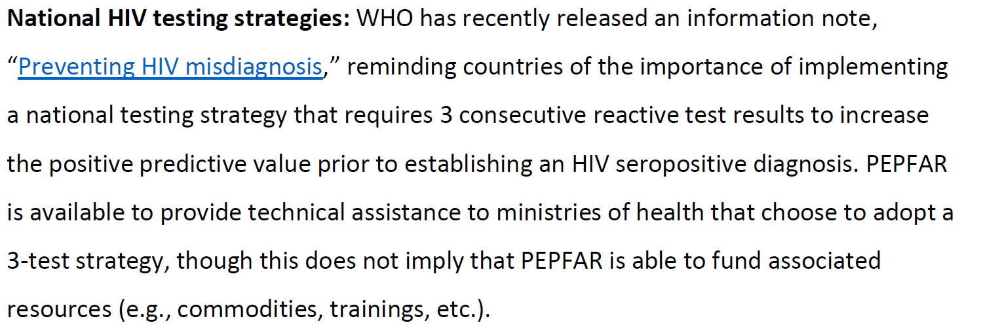 National HIV testing strategies: WHO has recently released an information note,
“Preventing HIV misdiagnosis,” reminding countries of the importance of implementing
a national testing strategy that requires 3 consecutive reactive test results to increase
the positive predictive value prior to establishing an HIV seropositive diagnosis. PEPFAR
is available to provide technical assistance to ministries of health that choose to adopt a
3-test strategy, though this does not imply that PEPFAR is able to fund associated
resources (e.g., commodities, trainings, etc.).